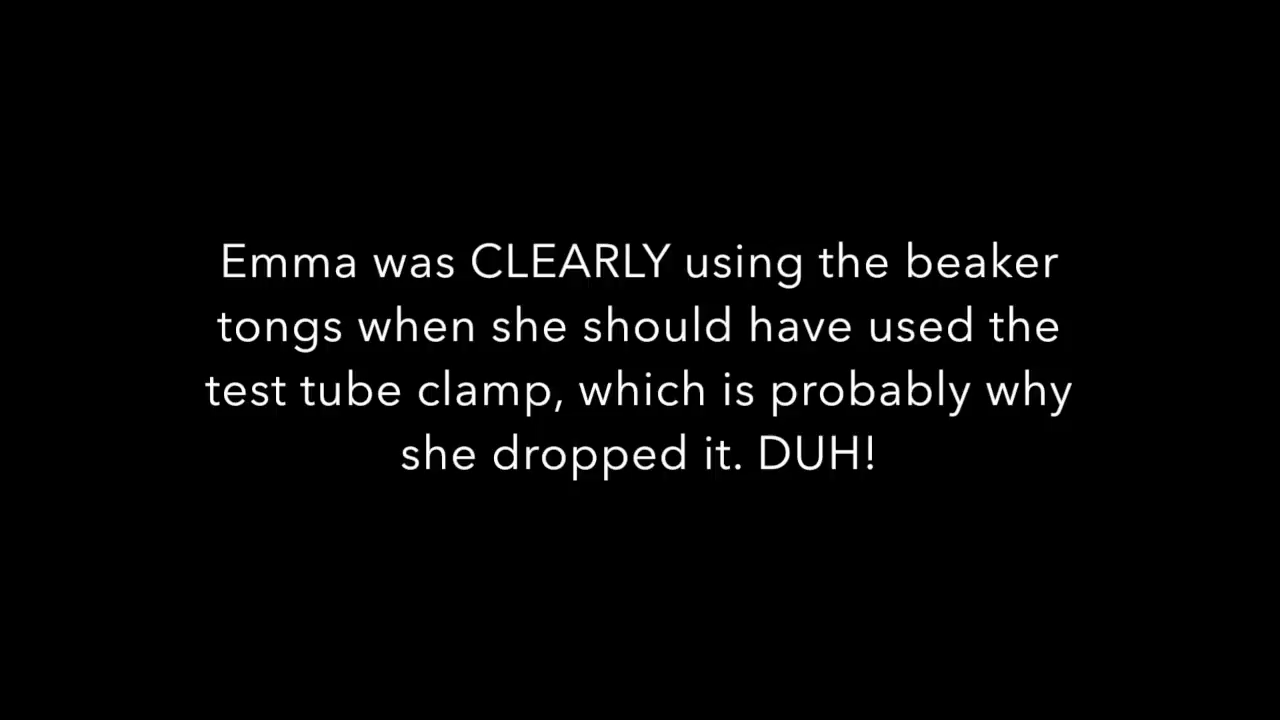 Emma was CLEARLY using the beaker
tongs when she should have used the
test tube clamp, which is probably why
she dropped it. DUH!